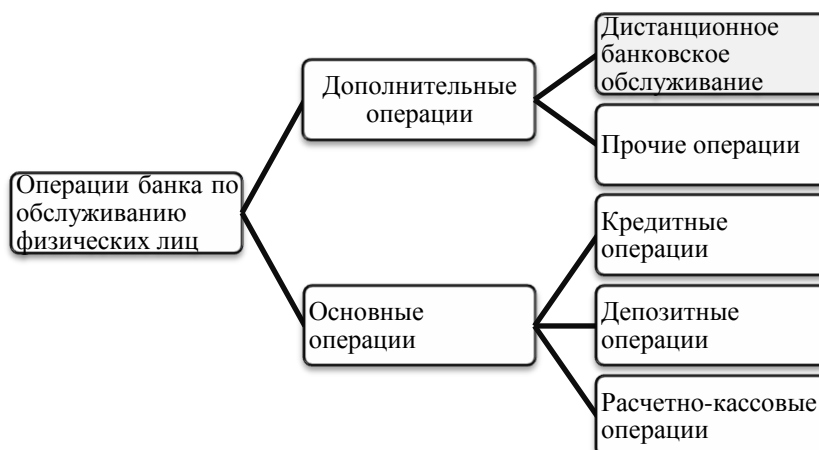 Дистанционное
банковское
обслуживание
Дополнительные
операции
Прочие операции
Операции банка по
обслуживанию
физических лиц
Кредитные
операции
Основные
операции
Депозитные
операции
Расчетно-кассовые
операции